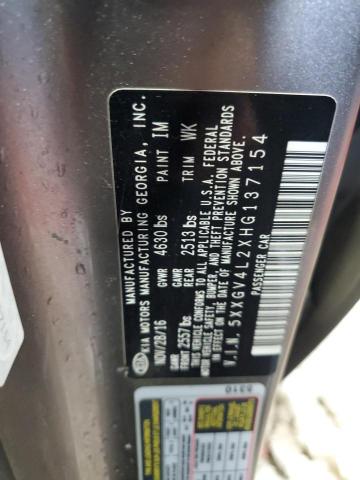 MANUFACTURED BY
KIA MOTORS MANUFACTURING GEORGIA, INC.
NOV/28/16 GVWR 4630 lbs PAINT IM
GAWR FRONT 2557 lbs GAWR REAR 2513 lbs TRIM WK
THIS VEHICLE CONFORMS TO ALL APPLICABLE U.S.A. FEDERAL
MOTOR VEHICLE SAFETY, BUMPER, AND THEFT PREVENTION STANDARDS
IN EFFECT ON THE DATE OF MANUFACTURE SHOWN ABOVE.
V.I.N. 5XXGV4L2XHG137154
PASSENGER CAR